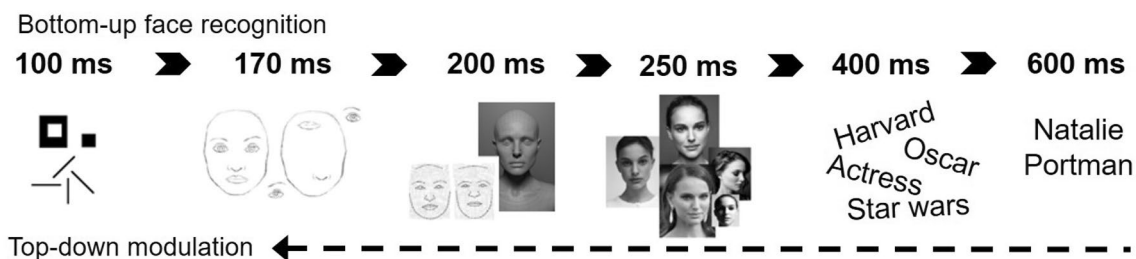 Bottom-up face recognition
100 ms 170 ms 200 ms 250 ms 400 ms 600 ms
Harvard
Oscar
Actress
Star wars
Natalie
Portman
Top-down modulation